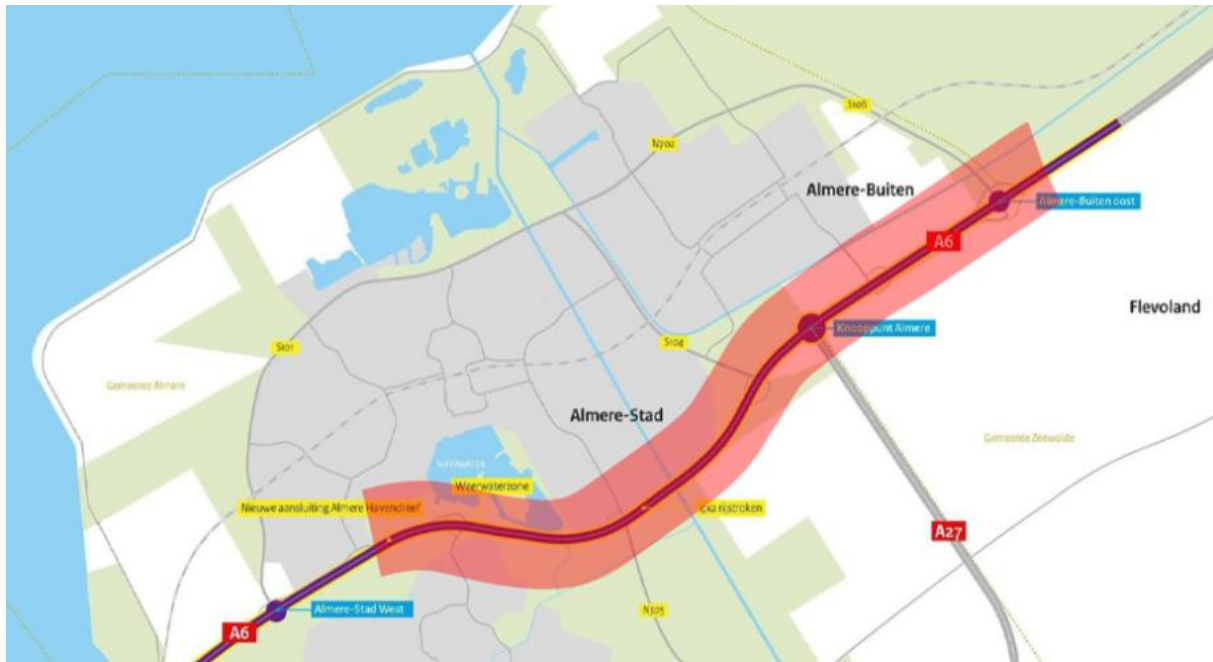 S106
N702
Almere-Buiten
Almere-Buiten oost
A6
Flevoland
Knooppunt Almere
S101
S104
Gemeente Almere
Almere-Stad
Gemeente Zeewolde
WEERWATER
Weerwaterzone
Nieuwe aansluiting Almere Havendreef
4x2 rijstroken
A27
Almere-Stad West
N305
A6